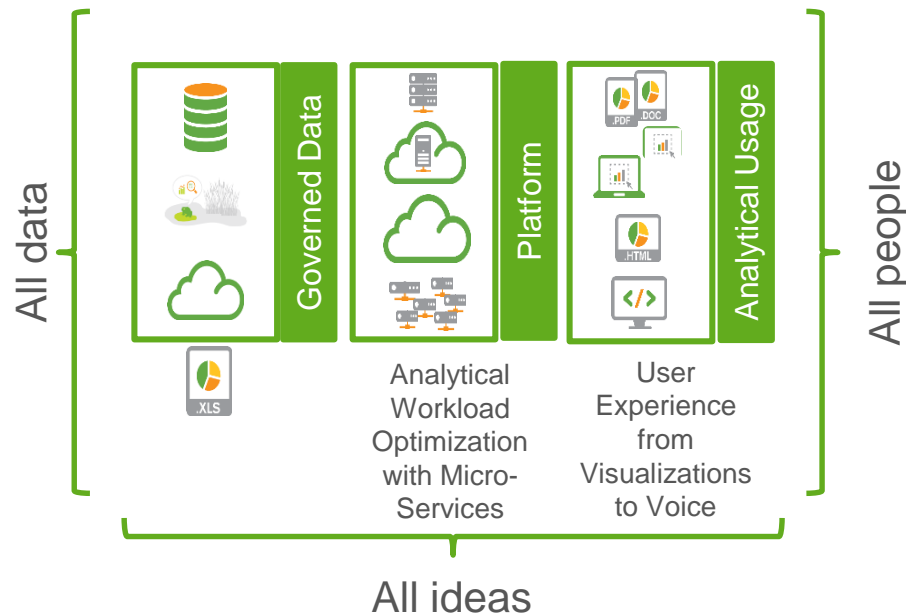 All data
Governed Data
.XLS
Platform
Analytical
Workload
Optimization
with Micro-
Services
.PDF
.DOC
.HTML
</>
Analytical Usage
User
Experience
from
Visualizations
to Voice
All people
All ideas